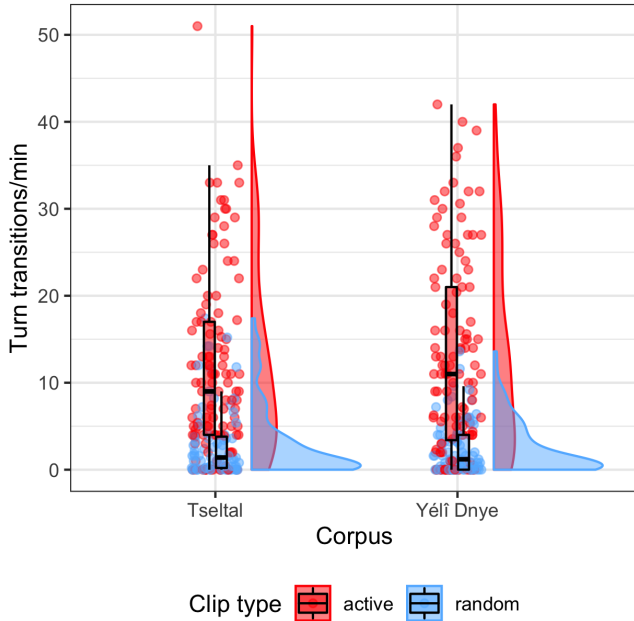 Turn transitions/min
50
40
30
20
10
0
Tseltal Yélî Dnye
Corpus
Clip type active random